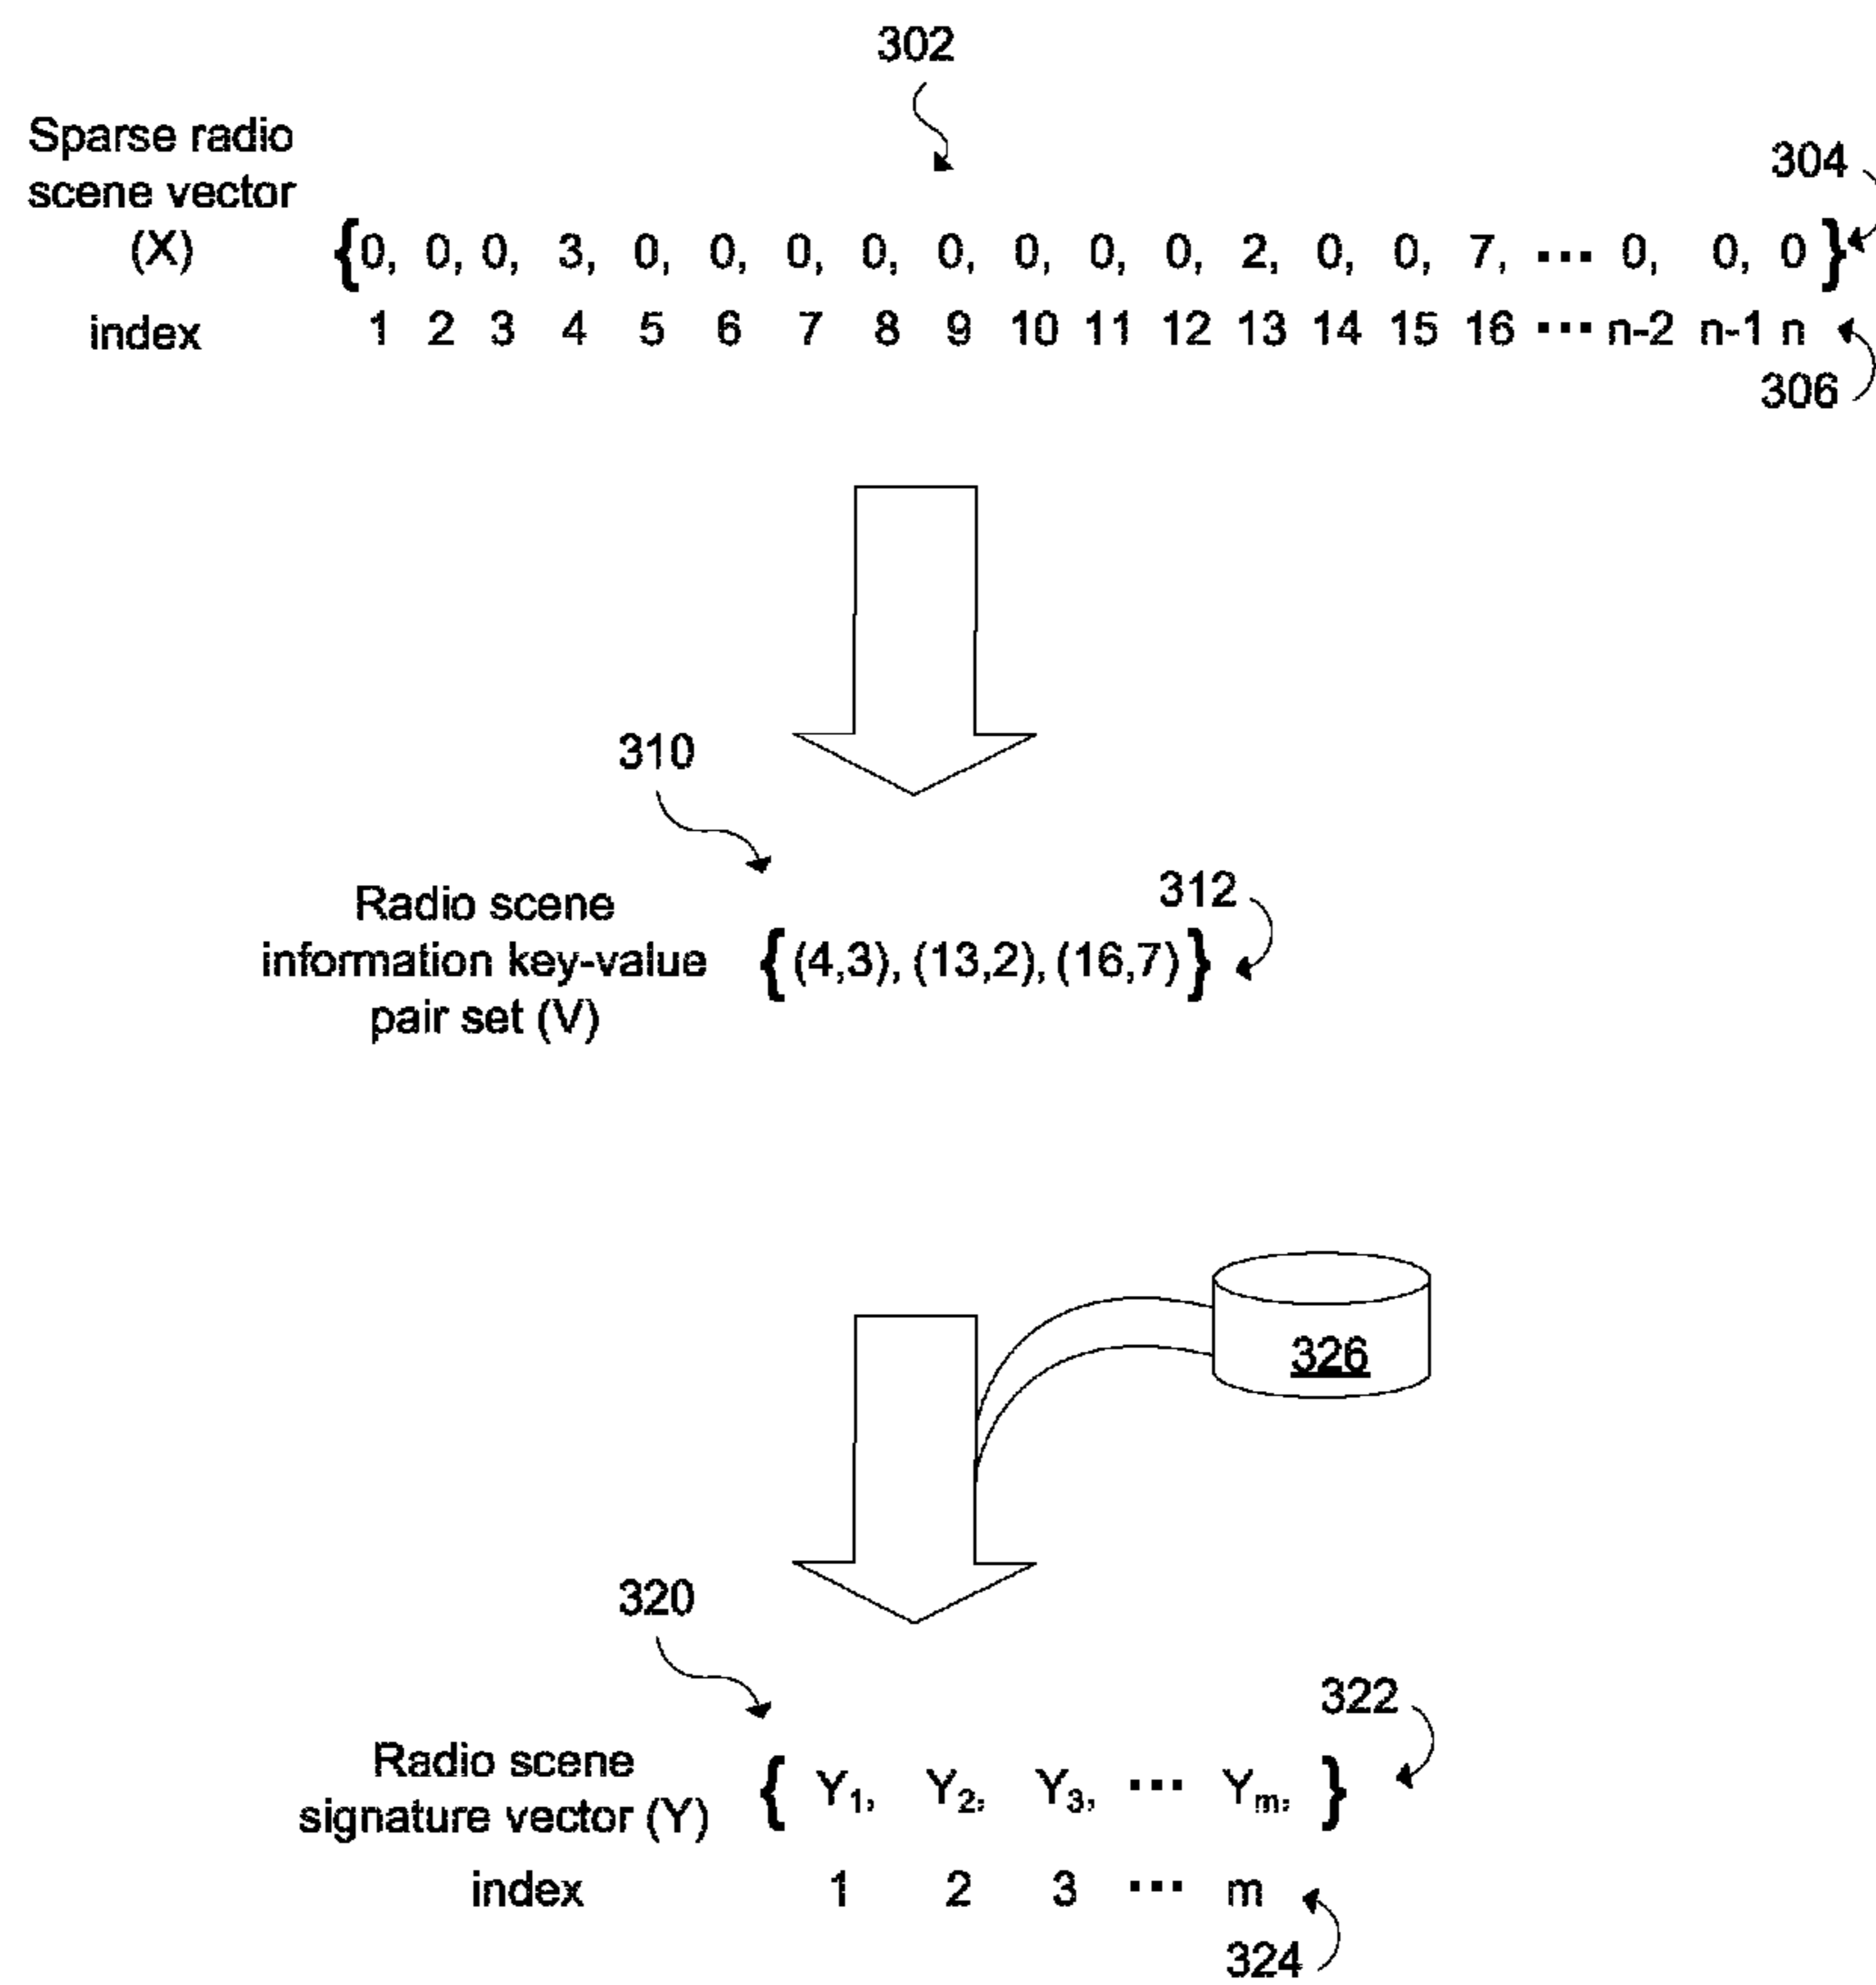 302
Sparse radio
scene vector
(X)
304
{0, 0, 0, 3, 0, 0, 0, 0, 0, 0, 0, 0, 2, 0, 0, 7, ... 0, 0, 0 }
index 1 2 3 4 5 6 7 8 9 10 11 12 13 14 15 16 ... n-2 n-1 n
306
310
312
Radio scene
information key-value
pair set (V)
{(4,3), (13,2), (16,7)}
326
320
322
Radio scene
signature vector (Y)
{ Y1, Y2, Y3, ... Ym, }
index 1 2 3 ... m
324